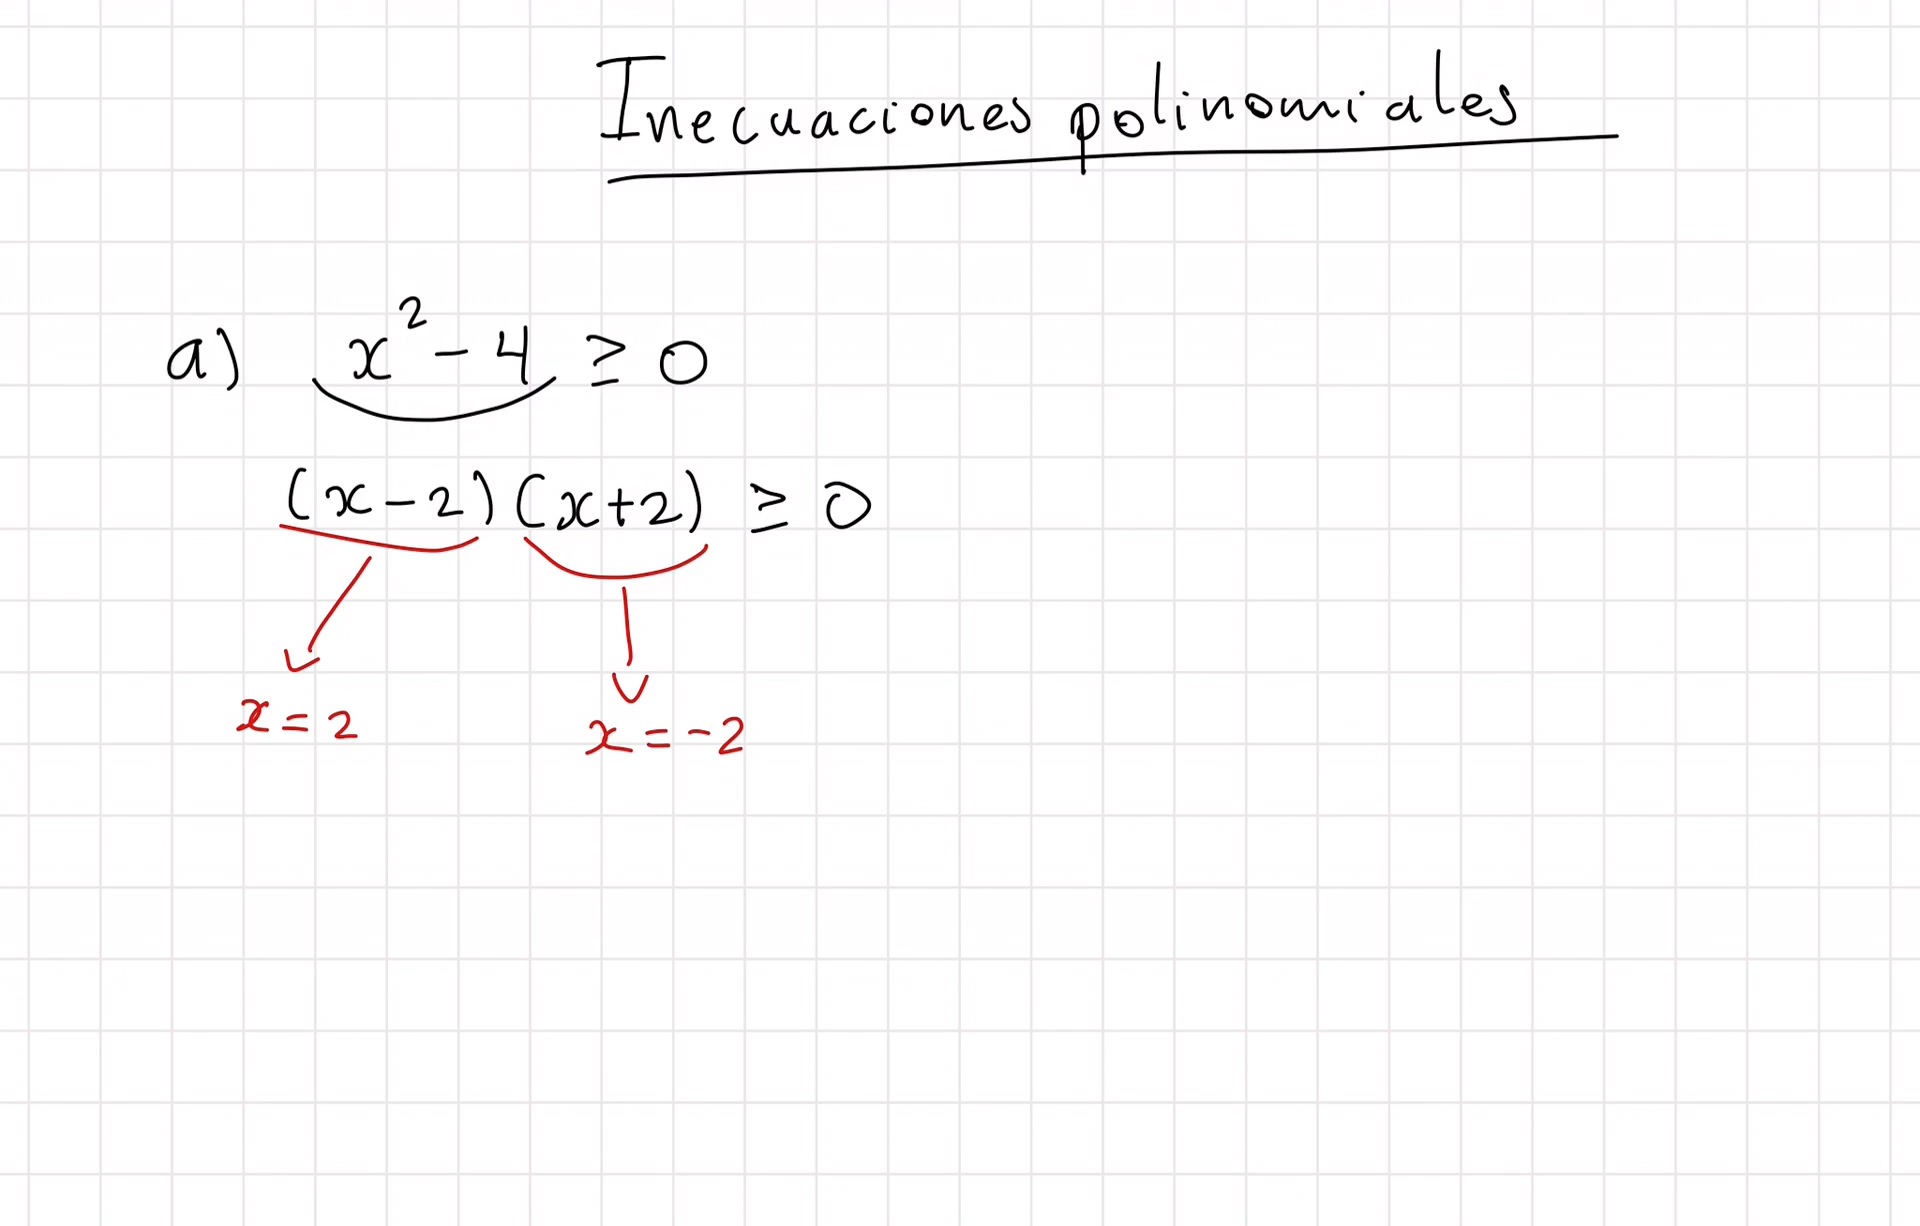 Inecuaciones polinomiales
a) x² - 4 ≥ 0
(x-2)(x+2) ≥ 0
x = 2
x = -2